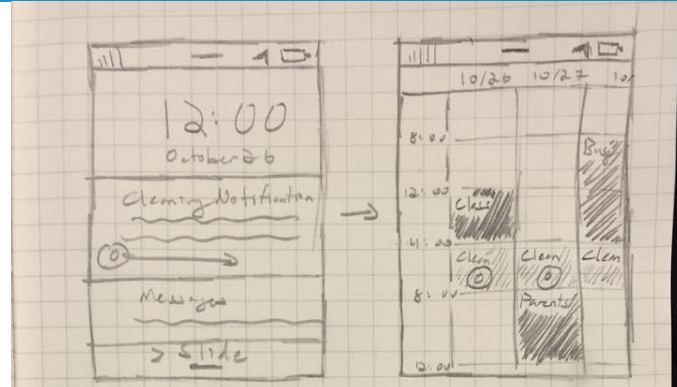 12:00
October 26
Cleaning Notification
Messages
> Slide
10/26 10/27 10/
8:00
Busy
12:00
Class
4:00
Clean Clean Clean
8:00
Parents
12:00